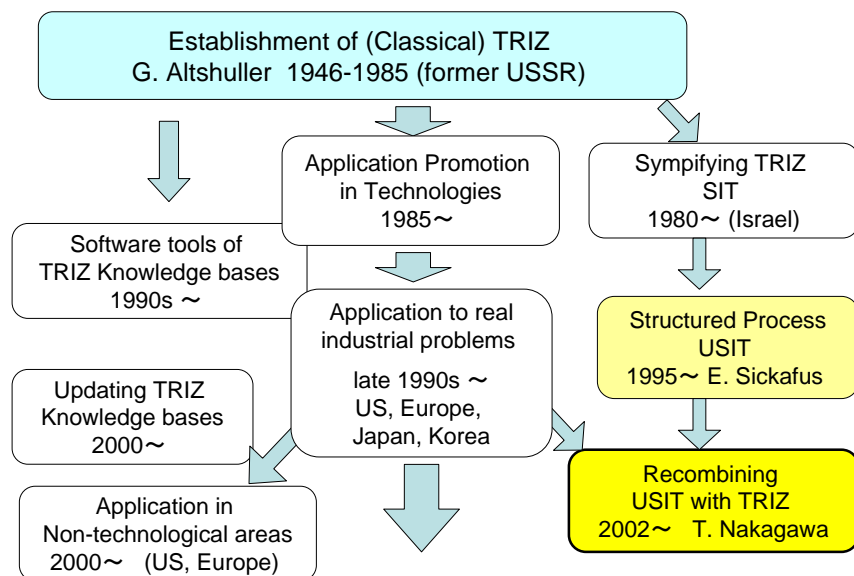 Establishment of (Classical) TRIZ
G. Altshuller  1946-1985 (former USSR)
Application Promotion
in Technologies
1985～
Sympifying TRIZ
SIT
1980～ (Israel)
Software tools of
TRIZ Knowledge bases
1990s ～
Application to real
industrial problems
late 1990s ～
US, Europe,
Japan, Korea
Structured Process
USIT
1995～ E. Sickafus
Updating TRIZ
Knowledge bases
2000～
Application in
Non-technological areas
2000～ (US, Europe)
Recombining
USIT with TRIZ
2002～ T. Nakagawa